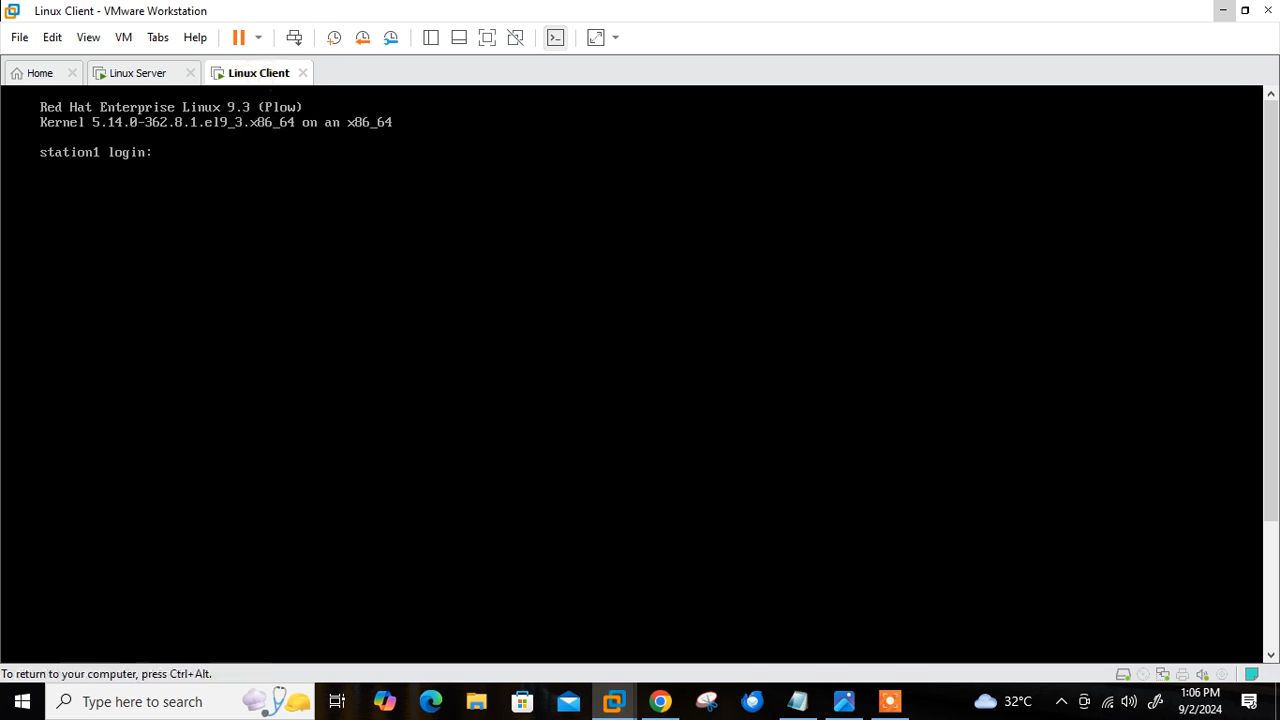 Linux Client - VMware Workstation
File Edit View VM Tabs Help
Home Linux Server Linux Client
Red Hat Enterprise Linux 9.3 (Plow)
Kernel 5.14.0-362.8.1.el9_3.x86_64 on an x86_64
station1 login:
To return to your computer, press Ctrl+Alt.
Type here to search
32°C
1:06 PM
9/2/2024